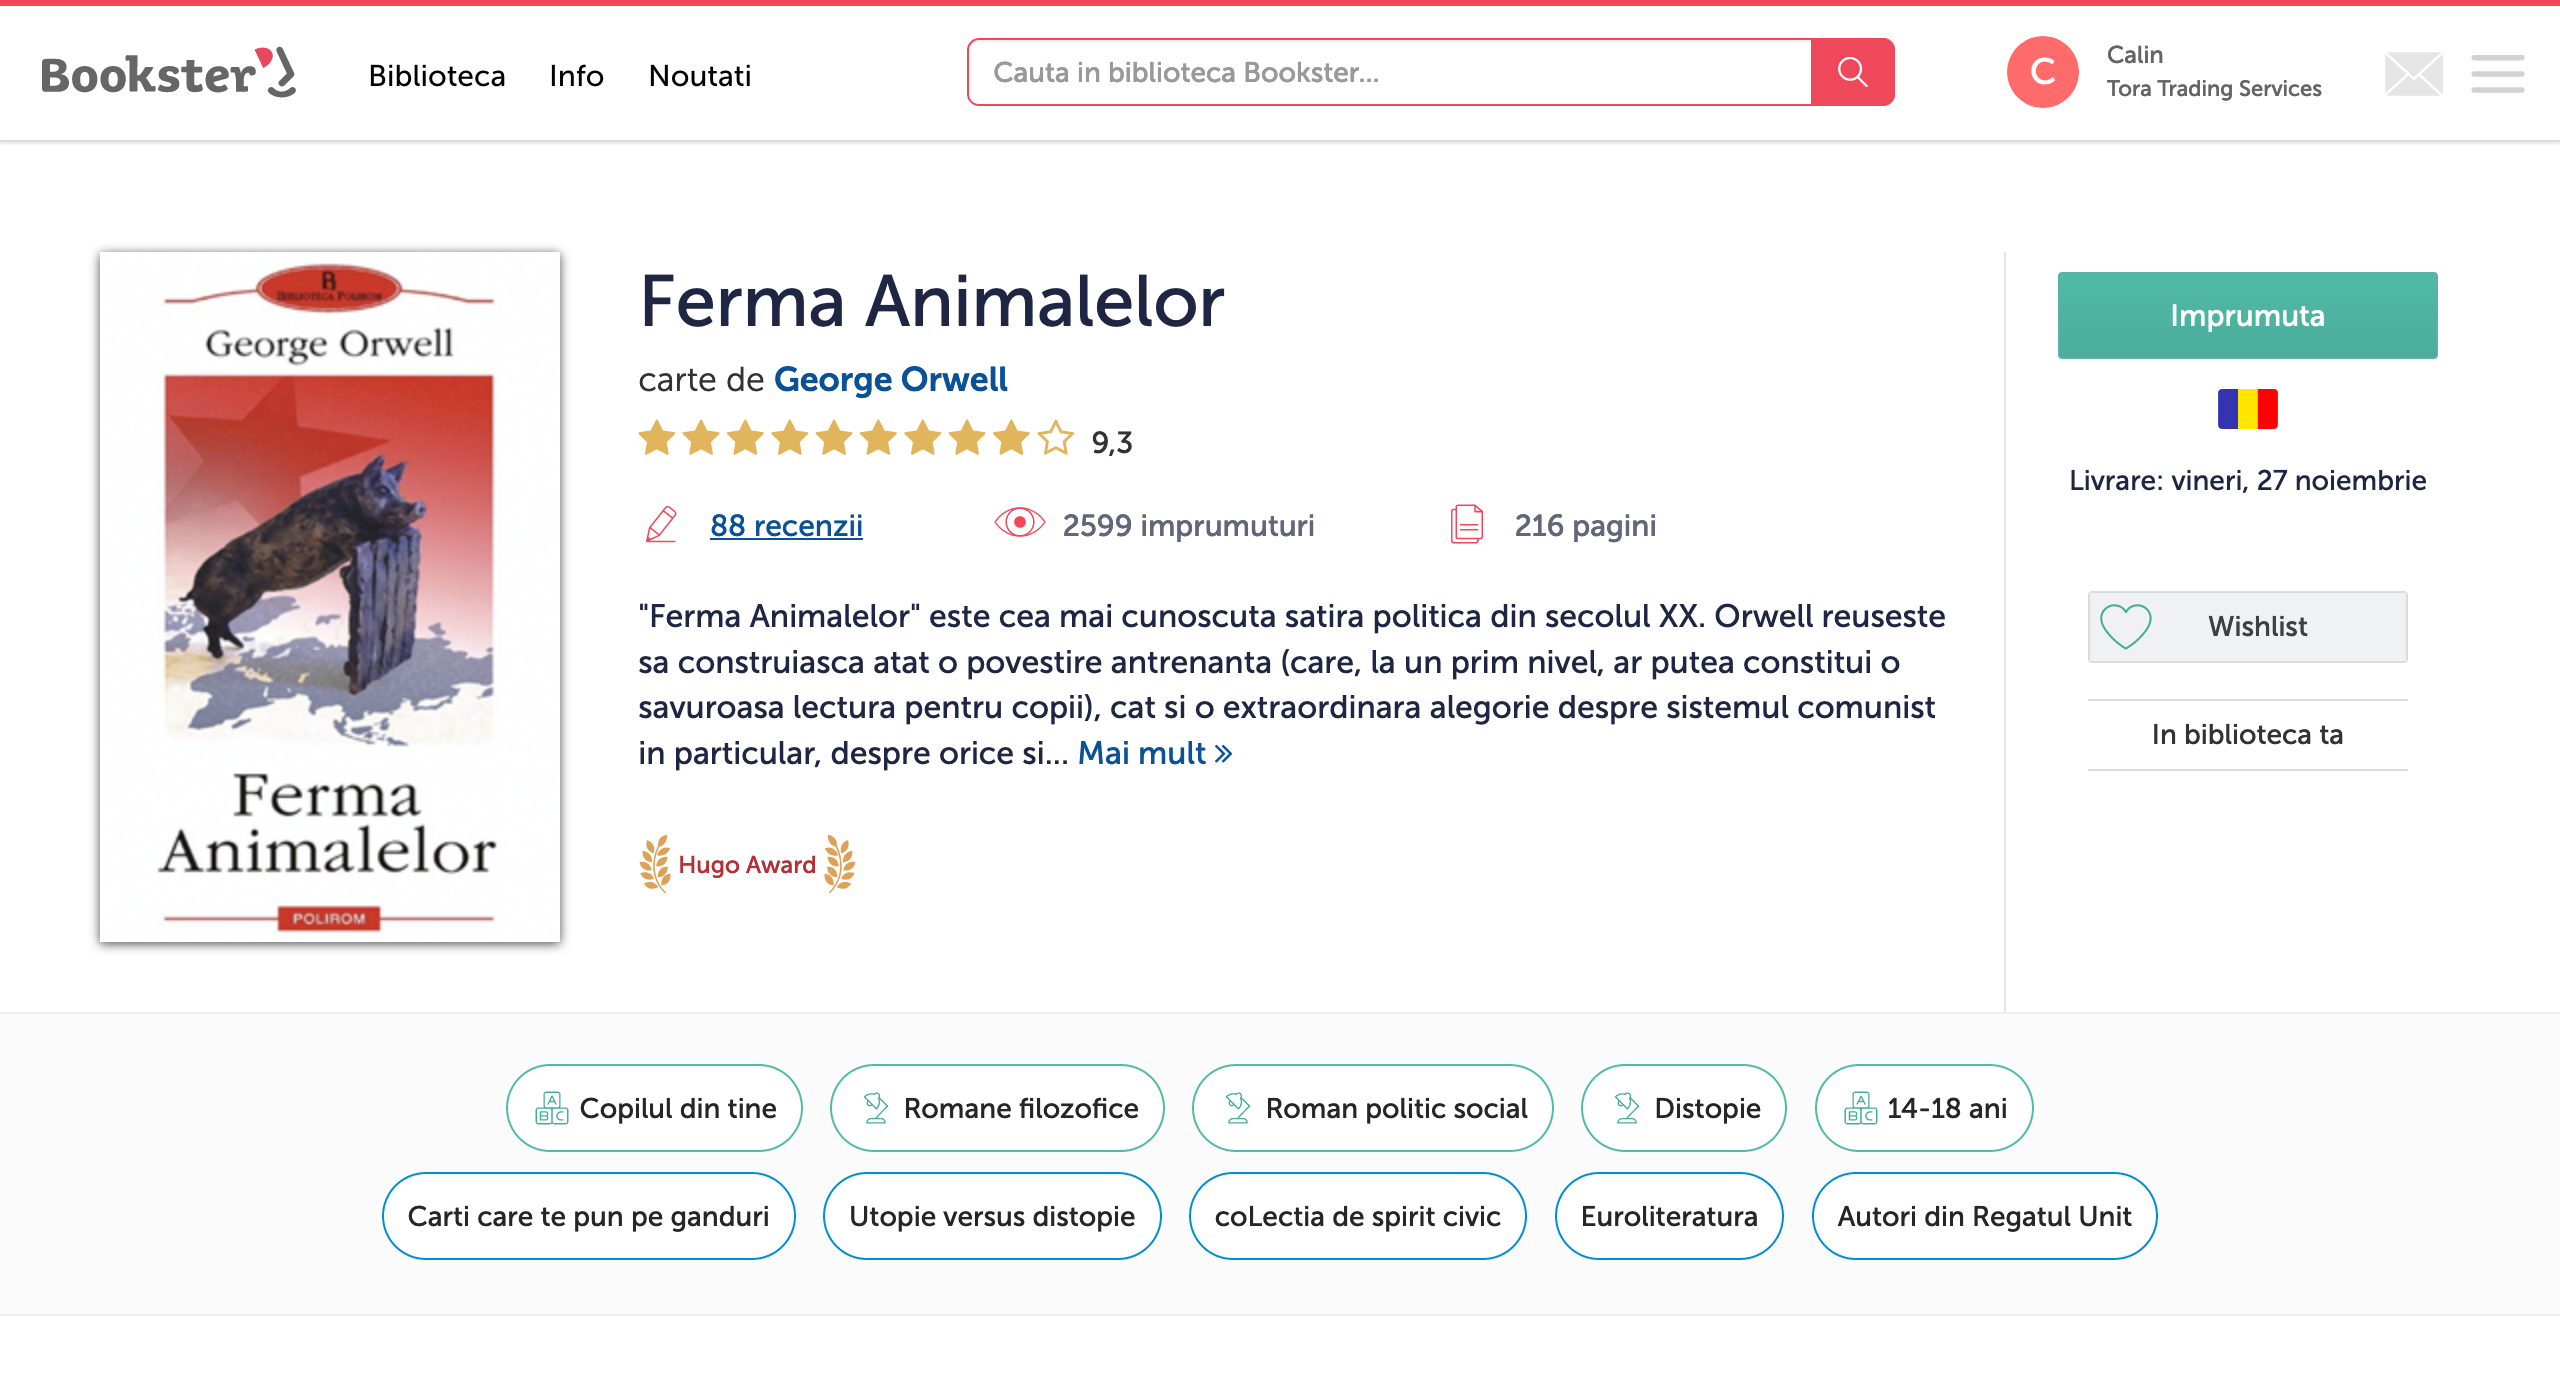 Bookster
Biblioteca Info Noutati
Cauta in biblioteca Bookster...
C
Calin
Tora Trading Services
B
BIBLIOTECA POLIROM
George Orwell
Ferma
Animalelor
POLIROM
Ferma Animalelor
carte de George Orwell
9,3
88 recenzii 2599 imprumuturi 216 pagini
"Ferma Animalelor" este cea mai cunoscuta satira politica din secolul XX. Orwell reuseste
sa construiasca atat o povestire antrenanta (care, la un prim nivel, ar putea constitui o
savuroasa lectura pentru copii), cat si o extraordinara alegorie despre sistemul comunist
in particular, despre orice si... Mai mult »
Hugo Award
Imprumuta
Livrare: vineri, 27 noiembrie
Wishlist
In biblioteca ta
A B C Copilul din tine Romane filozofice Roman politic social Distopie A B C 14-18 ani
Carti care te pun pe ganduri Utopie versus distopie coLectia de spirit civic Euroliteratura Autori din Regatul Unit